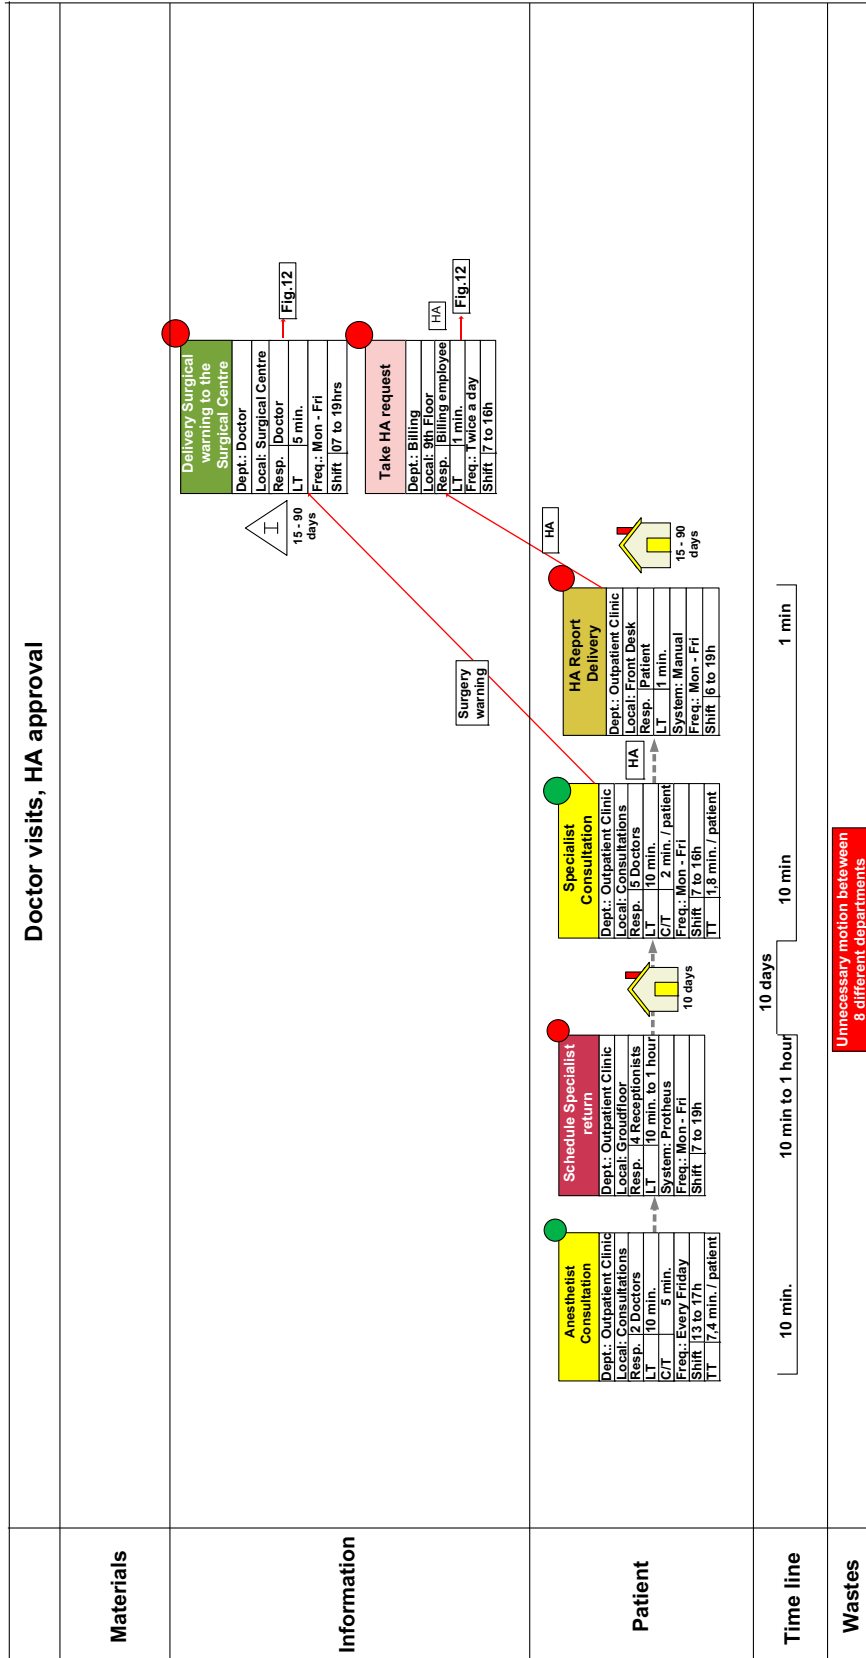 Doctor visits, HA approval
Materials
Information
Delivery Surgical
warning to the
Surgical Centre
Dept.: Doctor
Local: Surgical Centre
Resp. Doctor
LT 5 min.
Freq.: Mon - Fri
Shift 07 to 19hrs
I
15 - 90
days
Fig.12
Take HA request
Dept.: Billing
Local: 9th Floor
Resp. Billing employee
LT 1 min.
Freq.: Twice a day
Shift 7 to 16h
HA
Fig.12
Surgery
warning
HA
Patient
Anesthetist
Consultation
Dept.: Outpatient Clinic
Local: Consultations
Resp. 2 Doctors
LT 10 min.
C/T 5 min.
Freq.: Every Friday
Shift 13 to 17h
TT 7,4 min. / patient
Schedule Specialist
return
Dept.: Outpatient Clinic
Local: Groudfloor
Resp. 4 Receptionists
LT 10 min. to 1 hour
System: Protheus
Freq.: Mon - Fri
Shift 7 to 19h
10 days
Specialist
Consultation
Dept.: Outpatient Clinic
Local: Consultations
Resp. 5 Doctors
LT 10 min.
C/T 2 min. / patient
Freq.: Mon - Fri
Shift 7 to 16h
TT 1,8 min. / patient
HA
HA Report
Delivery
Dept.: Outpatient Clinic
Local: Front Desk
Resp. Patient
LT 1 min.
System: Manual
Freq.: Mon - Fri
Shift 6 to 19h
15 - 90
days
Time line
10 min.
10 min to 1 hour
10 days
10 min
1 min
Wastes
Unnecessary motion beteween
8 different departments